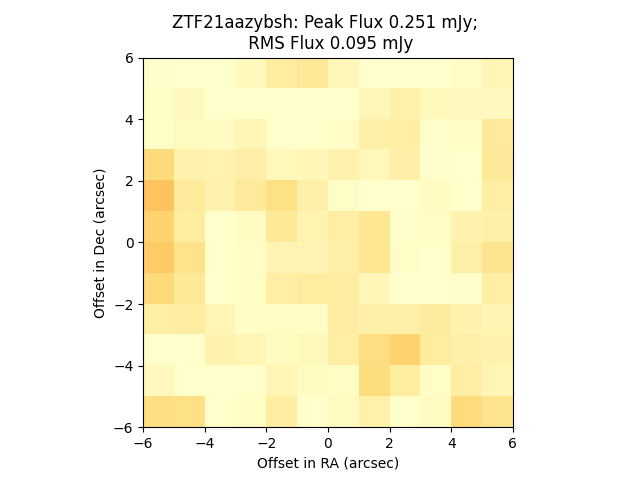 ZTF21aazybsh: Peak Flux 0.251 mJy;
RMS Flux 0.095 mJy
6
4
2
0
−2
−4
−6
Offset in Dec (arcsec)
−6 −4 −2 0 2 4 6
Offset in RA (arcsec)